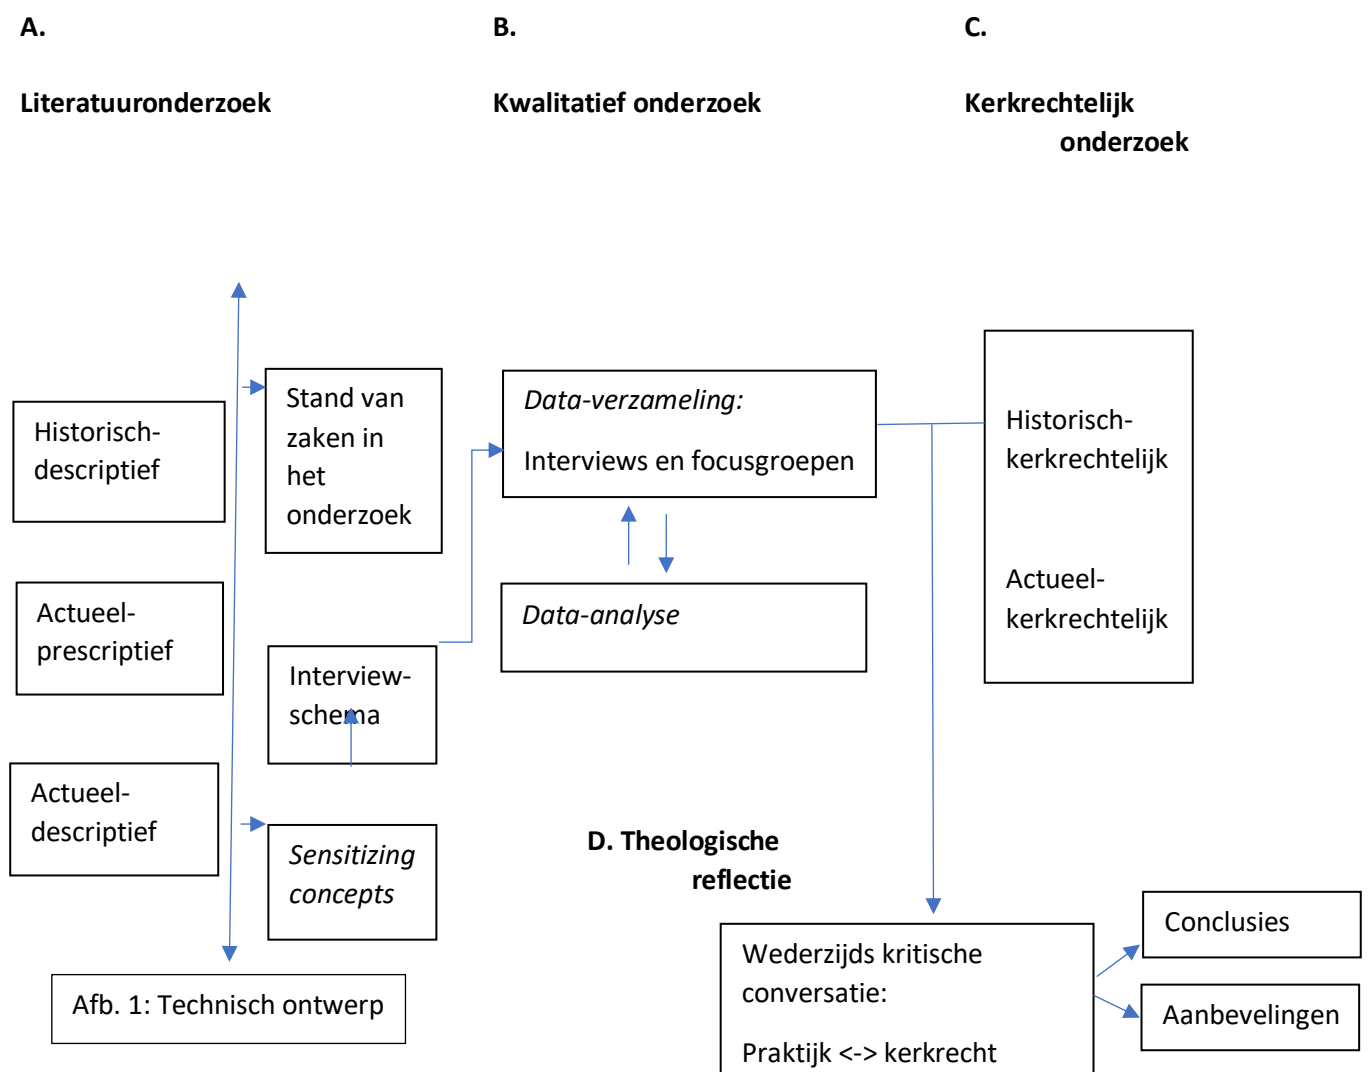 A.
B.
C.
Literatuuronderzoek
Kwalitatief onderzoek
Kerkrechtelijk
onderzoek
Historisch-
descriptief
Actueel-
prescriptief
Actueel-
descriptief
Stand van
zaken in
het
onderzoek
Interview-
schema
Sensitizing
concepts
Data-verzameling:
Interviews en focusgroepen
Data-analyse
Historisch-
kerkrechtelijk
Actueel-
kerkrechtelijk
D. Theologische
reflectie
Wederzijds kritische
conversatie:
Praktijk <-> kerkrecht
Conclusies
Aanbevelingen
Afb. 1: Technisch ontwerp